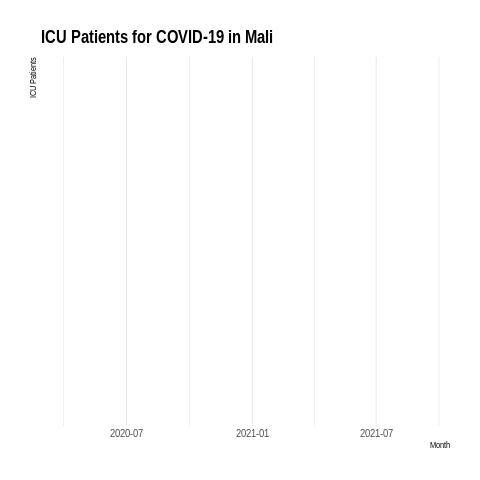 ICU Patients for COVID-19 in Mali
ICU Patients
2020-07
2021-01
2021-07
Month